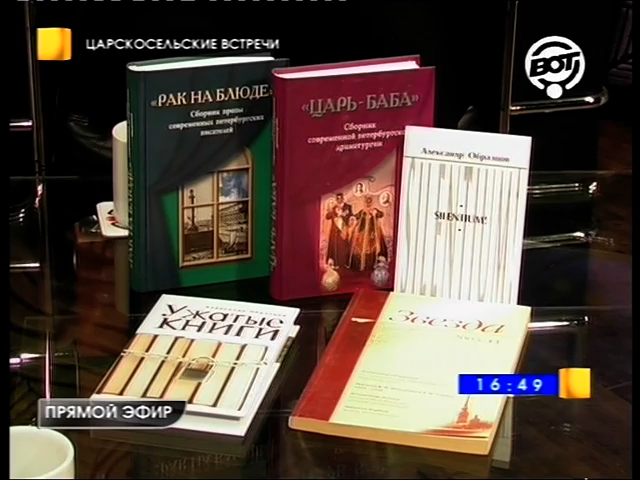 ЦАРСКОСЕЛЬСКИЕ ВСТРЕЧИ
ВОТ!
«РАК НА БЛЮДЕ»
Сборник прозы
современных петербургских
писателей
«ЦАРЬ-БАБА»
Сборник
современной петербургской
драматургии
Александр Образцов
SILENTIUM!
УЖАТЫЕ
КНИГИ
Звезда
16:49
ПРЯМОЙ ЭФИР